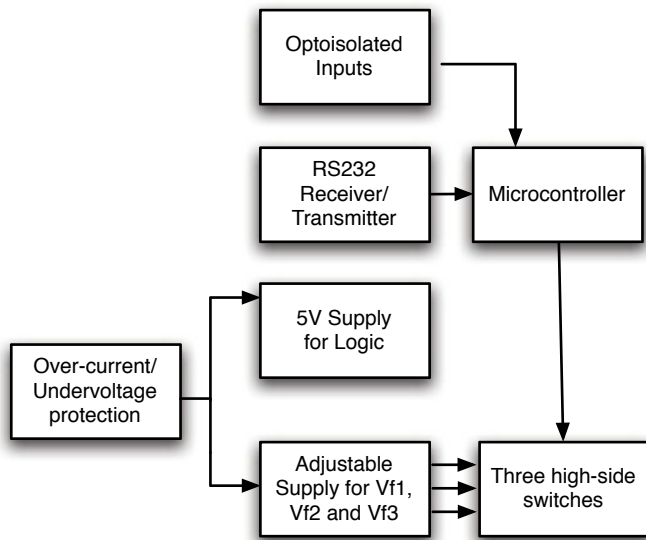 Optoisolated
Inputs
RS232
Receiver/
Transmitter
Microcontroller
5V Supply
for Logic
Over-current/
Undervoltage
protection
Adjustable
Supply for Vf1,
Vf2 and Vf3
Three high-side
switches